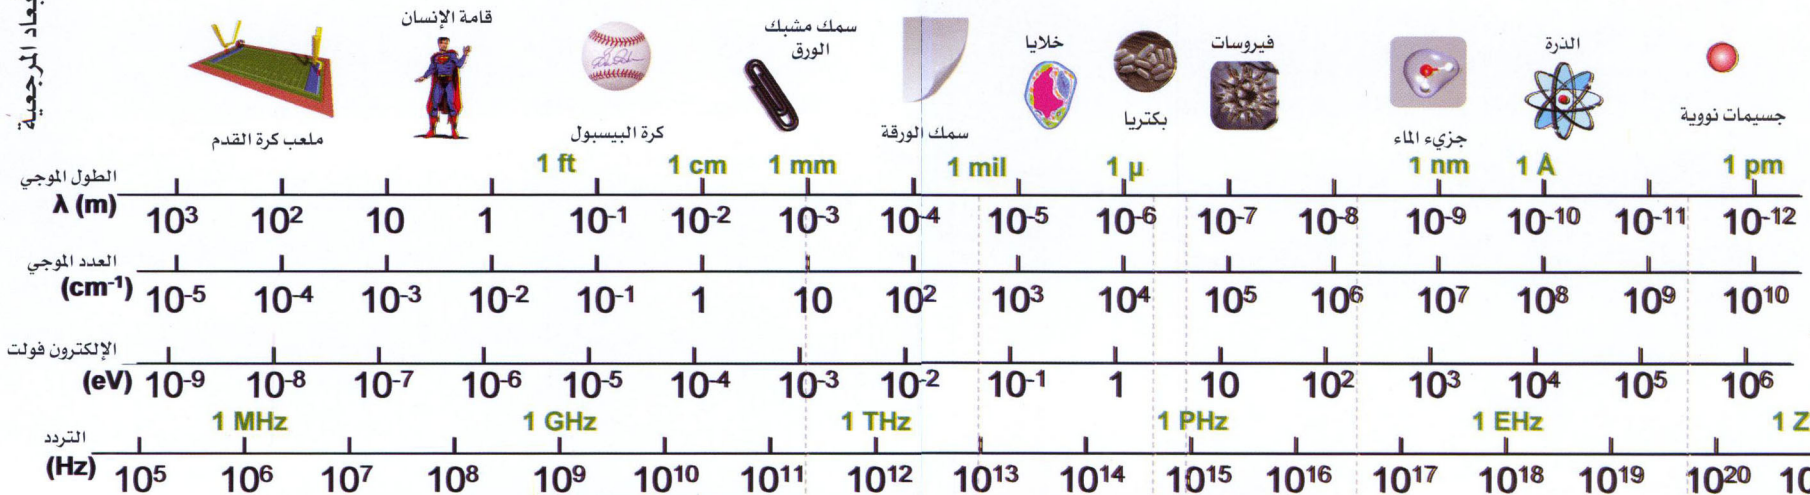 بعاد المرجعية
ملعب كرة القدم
قامة الإنسان
كرة البيسبول
سمك مشبك
الورق
سمك الورقة
خلايا
بكتريا
فيروسات
جزيء الماء
الذرة
جسيمات نووية
1 ft 1 cm 1 mm 1 mil 1 µ 1 nm 1 Å 1 pm
الطول الموجي
λ (m) 10³ 10² 10 1 10⁻¹ 10⁻² 10⁻³ 10⁻⁴ 10⁻⁵ 10⁻⁶ 10⁻⁷ 10⁻⁸ 10⁻⁹ 10⁻¹⁰ 10⁻¹¹ 10⁻¹²
العدد الموجي
(cm⁻¹) 10⁻⁵ 10⁻⁴ 10⁻³ 10⁻² 10⁻¹ 1 10 10² 10³ 10⁴ 10⁵ 10⁶ 10⁷ 10⁸ 10⁹ 10¹⁰
الإلكترون فولت
(eV) 10⁻⁹ 10⁻⁸ 10⁻⁷ 10⁻⁶ 10⁻⁵ 10⁻⁴ 10⁻³ 10⁻² 10⁻¹ 1 10 10² 10³ 10⁴ 10⁵ 10⁶
1 MHz 1 GHz 1 THz 1 PHz 1 EHz 1 Z
التردد
(Hz) 10⁵ 10⁶ 10⁷ 10⁸ 10⁹ 10¹⁰ 10¹¹ 10¹² 10¹³ 10¹⁴ 10¹⁵ 10¹⁶ 10¹⁷ 10¹⁸ 10¹⁹ 10²⁰